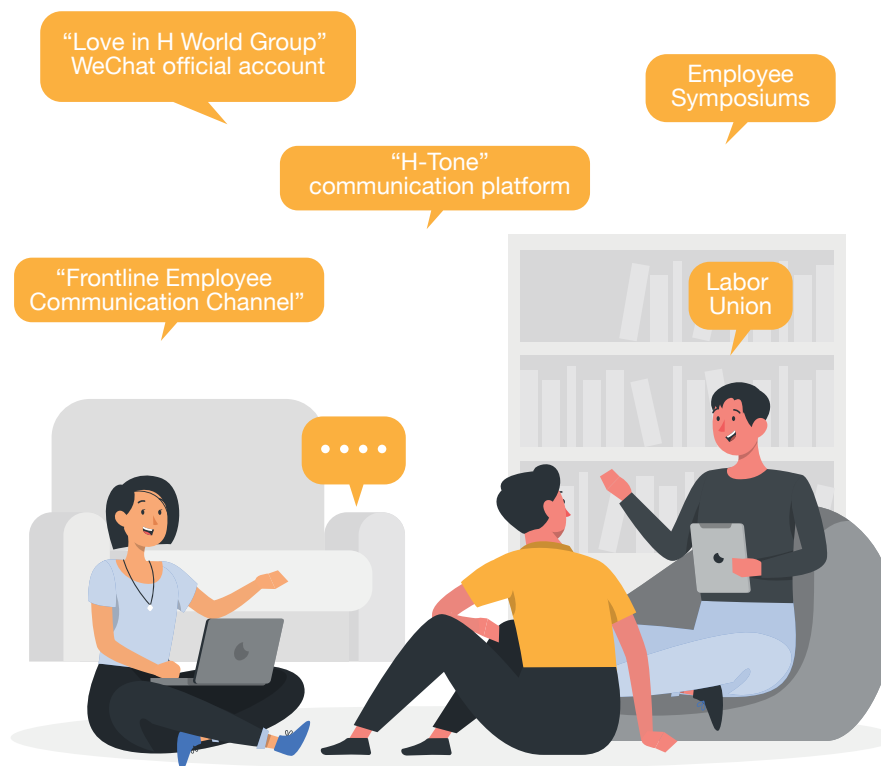 “Love in H World Group”
WeChat official account
Employee
Symposiums
“H-Tone”
communication platform
“Frontline Employee
Communication Channel”
Labor
Union